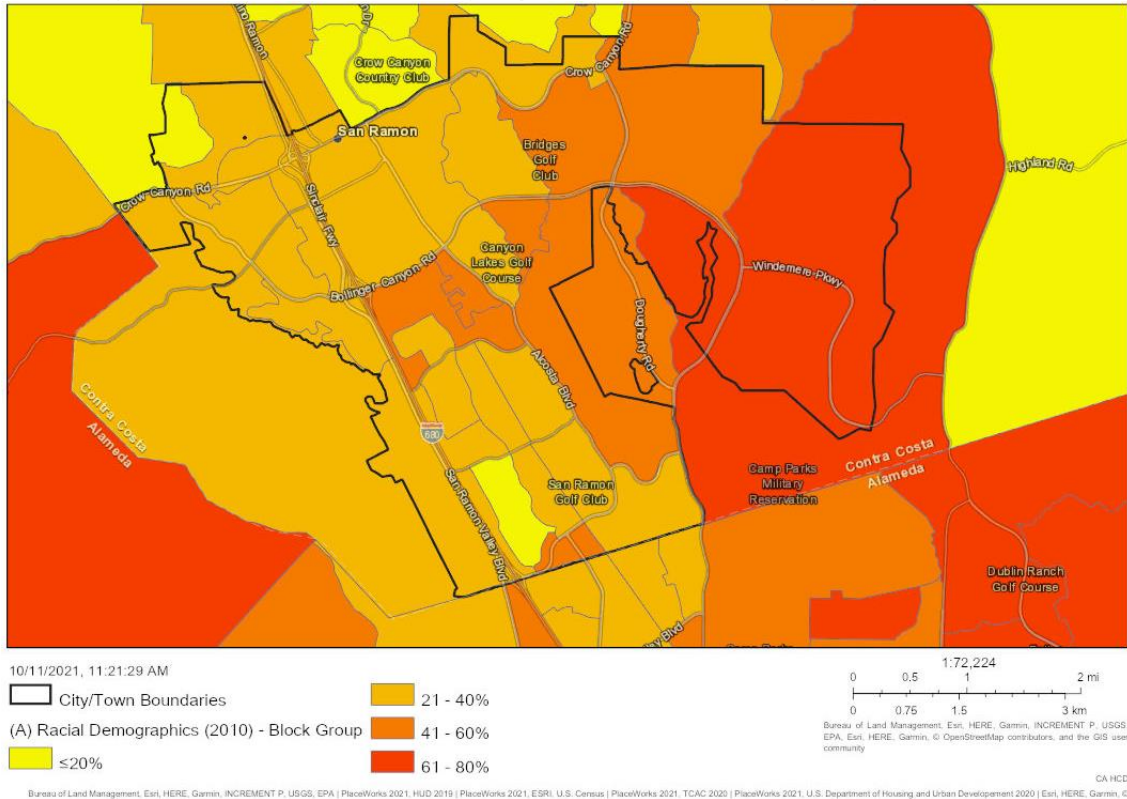 San Ramon
Crow Canyon
Country Club
Crow Canyon Rd
San Ramon
Bridges
Golf
Club
Highland Rd
Crow Canyon Rd
Sinclair Fwy
Canyon
Lakes Golf
Course
Bollinger Canyon Rd
Windemere Pkwy
Dougherty Rd
Alcosta Blvd
Contra Costa
Alameda
680
Contra Costa
Alameda
Camp Parks
Military
Reservation
San Ramon
Golf Club
San Ramon Valley Blvd
Dublin Ranch
Golf Course
10/11/2021, 11:21:29 AM
City/Town Boundaries
(A) Racial Demographics (2010) - Block Group
≤20%
21 - 40%
41 - 60%
61 - 80%
1:72,224
0 0.5 1 2 mi
0 0.75 1.5 3 km
Bureau of Land Management, Esri, HERE, Garmin, INCREMENT P, USGS,
EPA, Esri, HERE, Garmin, © OpenStreetMap contributors, and the GIS user
community
CA HCD
Bureau of Land Management, Esri, HERE, Garmin, INCREMENT P, USGS, EPA | PlaceWorks 2021, HUD 2019 | PlaceWorks 2021, ESRI, U.S. Census | PlaceWorks 2021, TCAC 2020 | PlaceWorks 2021, U.S. Department of Housing and Urban Developement 2020 | Esri, HERE, Garmin, ©